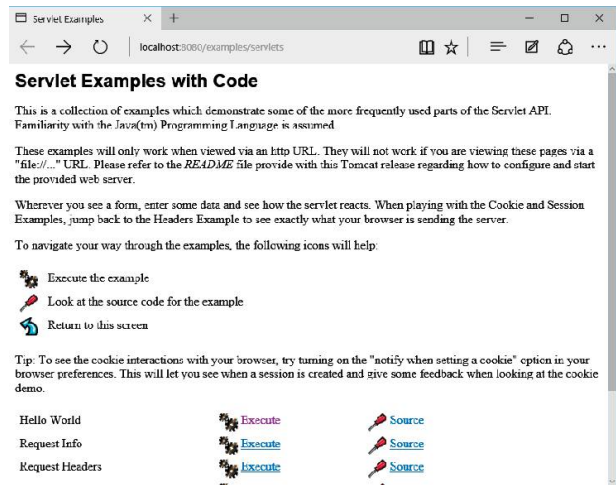 Servlet Examples
localhost:8080/examples/servlets
Servlet Examples with Code
This is a collection of examples which demonstrate some of the more frequently used parts of the Servlet API.
Familiarity with the Java(tm) Programming Language is assumed
These examples will only work when viewed via an http URL. They will not work if you are viewing these pages via a
"file://..." URL. Please refer to the README file provide with this Tomcat release regarding how to configure and start
the provided web server.
Wherever you see a form, enter some data and see how the servlet reacts. When playing with the Cookie and Session
Examples, jump back to the Headers Example to see exactly what your browser is sending the server.
To navigate your way through the examples, the following icons will help:
Execute the example
Look at the source code for the example
Return to this screen
Tip: To see the cookie interactions with your browser, try turning on the "notify when setting a cookie" option in your
browser preferences. This will let you see when a session is created and give some feedback when looking at the cookie
demo.
Hello World Execute Source
Request Info Execute Source
Request Headers Execute Source